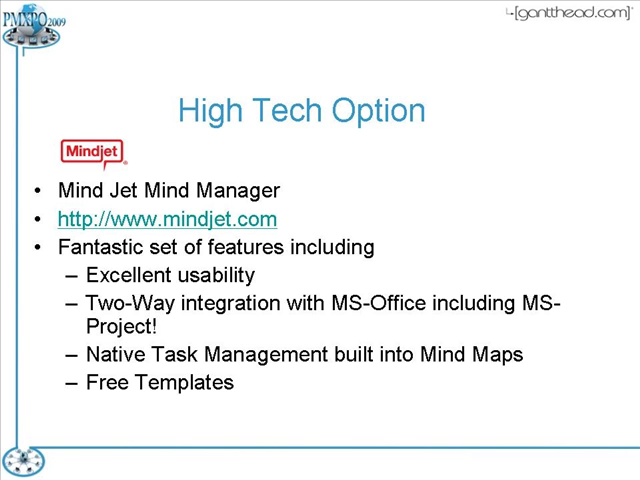 PMXPO 2009
[gantthead.com]
High Tech Option
Mindjet
• Mind Jet Mind Manager
• http://www.mindjet.com
• Fantastic set of features including
– Excellent usability
– Two-Way integration with MS-Office including MS-
Project!
– Native Task Management built into Mind Maps
– Free Templates